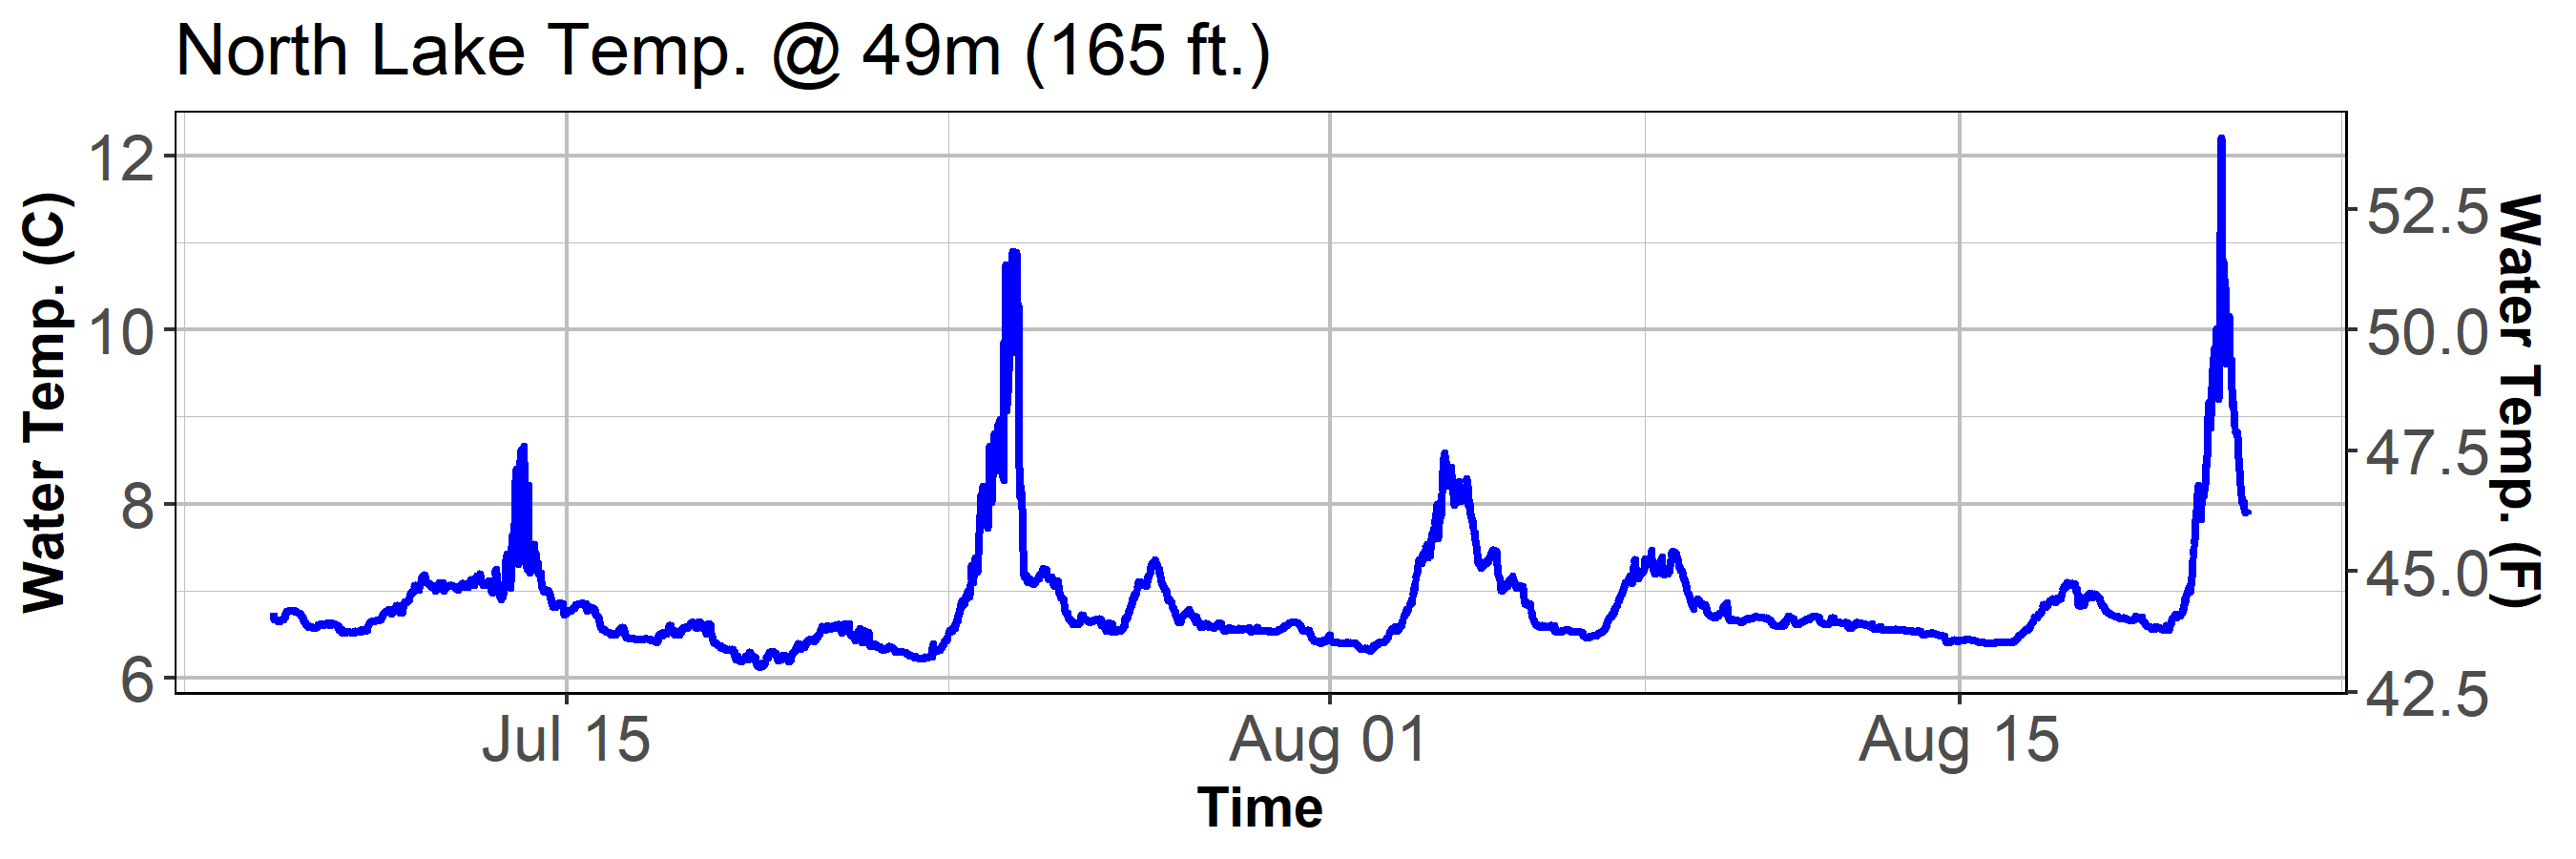 North Lake Temp. @ 49m (165 ft.)
Water Temp. (C)
12
10
8
6
52.5
50.0
47.5
45.0
42.5
Water Temp. (F)
Jul 15
Aug 01
Aug 15
Time